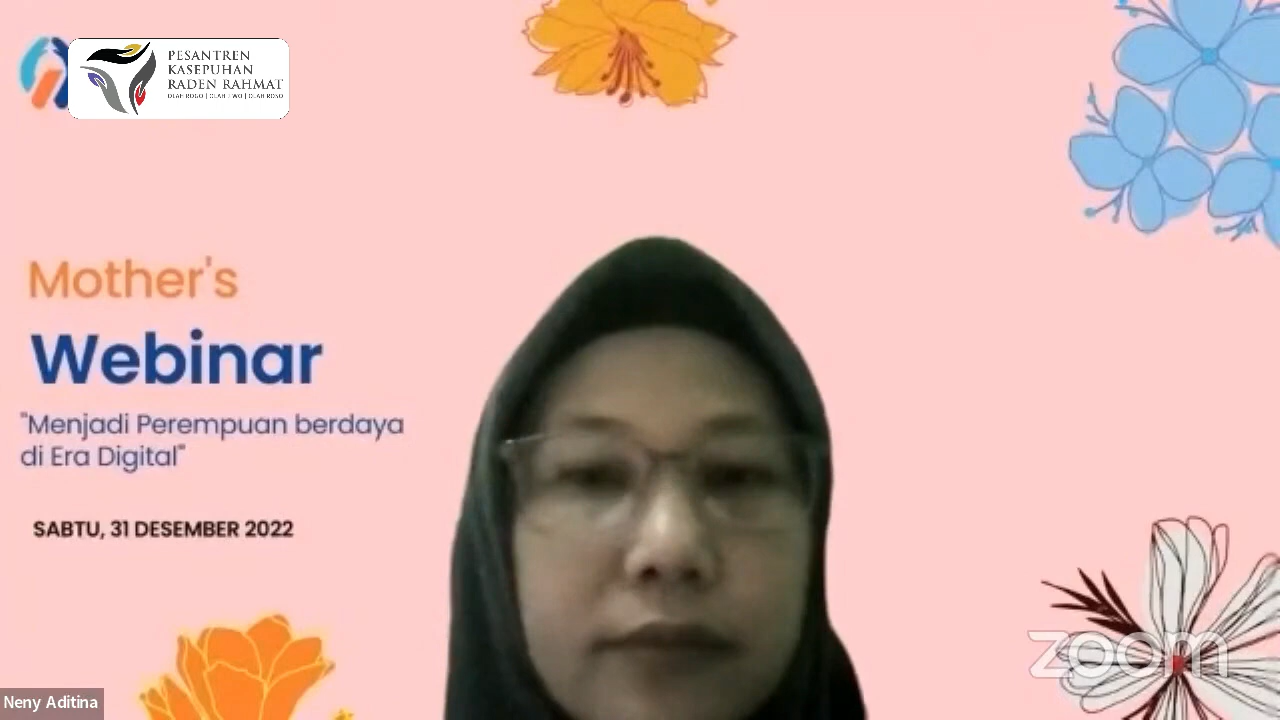 PESANTREN
KASEPUHAN
RADEN RAHMAT
Mother's
Webinar
"Menjadi Perempuan berdaya
di Era Digital"
SABTU, 31 DESEMBER 2022
zoom
Neny Aditina